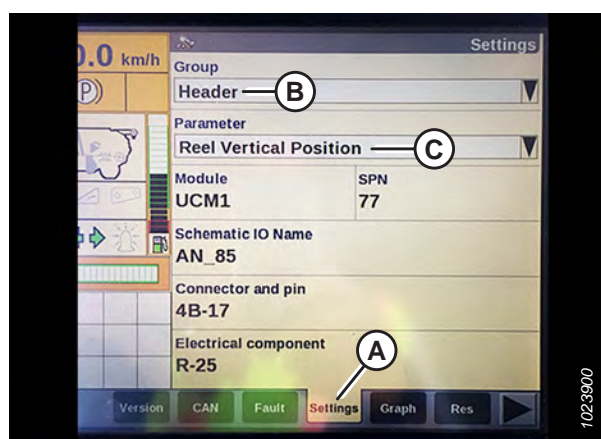 0.0 km/h
(P)
Settings
Group
Header
B
Parameter
Reel Vertical Position
C
Module
UCM1
SPN
77
Schematic IO Name
AN_85
Connector and pin
4B-17
Electrical component
R-25
A
Version
CAN
Fault
Settings
Graph
Res
1023900